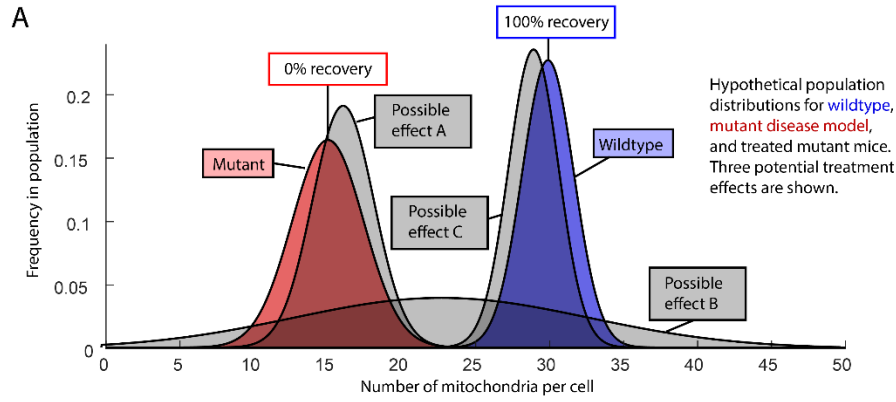 A
100% recovery
0% recovery
Possible
effect A
Mutant
Wildtype
Possible
effect C
Possible
effect B
Hypothetical population
distributions for wildtype,
mutant disease model,
and treated mutant mice.
Three potential treatment
effects are shown.
Frequency in population
0.2
0.15
0.1
0.05
0
0 5 10 15 20 25 30 35 40 45 50
Number of mitochondria per cell